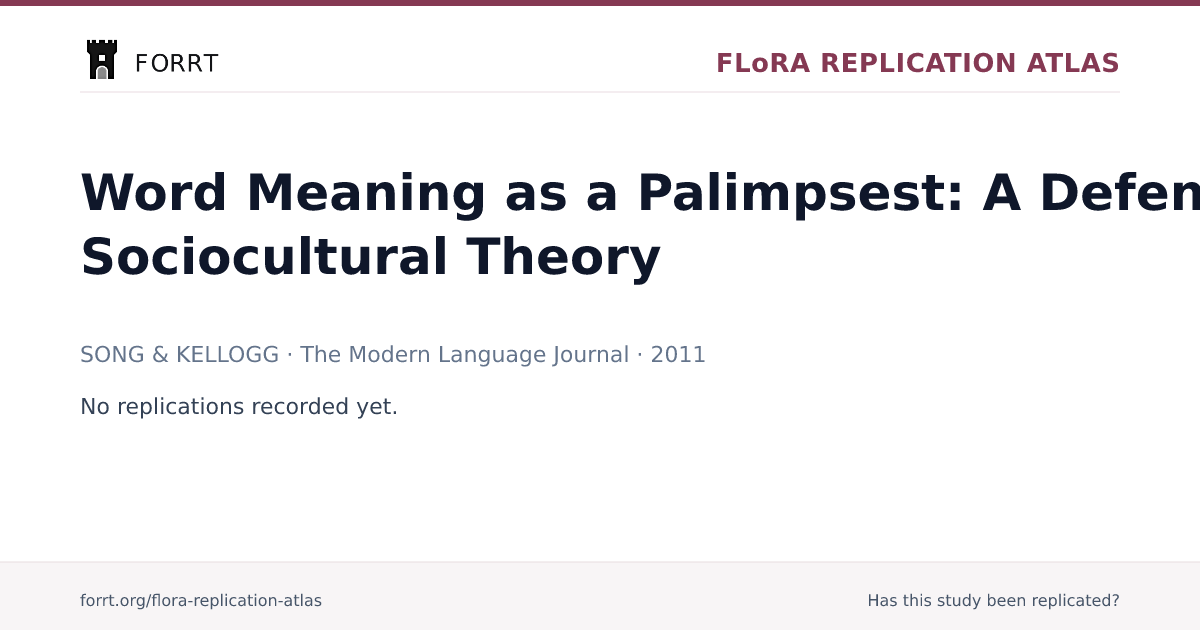 FORRT
FLoRA REPLICATION ATLAS
Word Meaning as a Palimpsest: A
Sociocultural Theory
SONG & KELLOGG · The Modern Language Journal · 2011
No replications recorded yet.
forrt.org/flora-replication-atlas
Has this study been replicated?